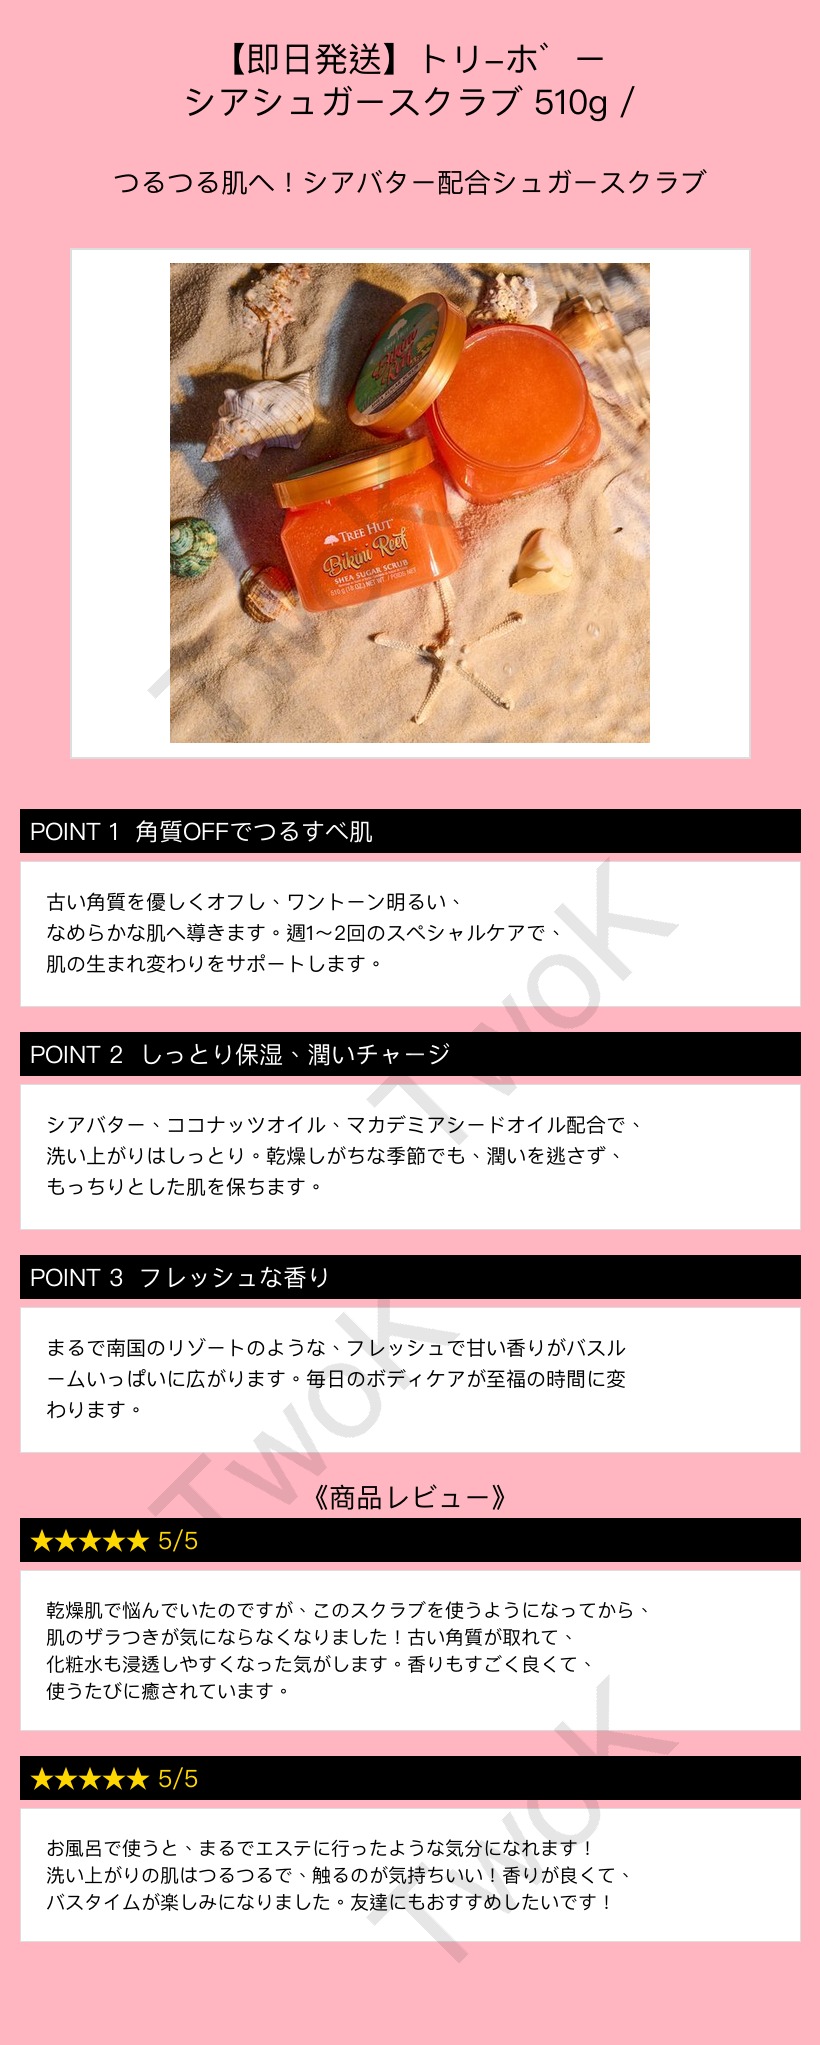 【即日発送】トリ–ホ゛ー
シアシュガースクラブ 510g /
つるつる肌へ！シアバター配合シュガースクラブ
TREE HUT
Bikini Reef
SHEA SUGAR SCRUB
510 g (18 OZ.) NET WT. / POIDS NET
TwoK
POINT 1 角質OFFでつるすべ肌
古い角質を優しくオフし、ワントーン明るい、
なめらかな肌へ導きます。週1～2回のスペシャルケアで、
肌の生まれ変わりをサポートします。
TwoK
POINT 2 しっとり保湿、潤いチャージ
シアバター、ココナッツオイル、マカデミアシードオイル配合で、
洗い上がりはしっとり。乾燥しがちな季節でも、潤いを逃さず、
もっちりとした肌を保ちます。
POINT 3 フレッシュな香り
まるで南国のリゾートのような、フレッシュで甘い香りがバスル
ームいっぱいに広がります。毎日のボディケアが至福の時間に変
わります。
TwoK
《商品レビュー》
★★★★★ 5/5
乾燥肌で悩んでいたのですが、このスクラブを使うようになってから、
肌のザラつきが気にならなくなりました！古い角質が取れて、
化粧水も浸透しやすくなった気がします。香りもすごく良くて、
使うたびに癒されています。
★★★★★ 5/5
お風呂で使うと、まるでエステに行ったような気分になれます！
洗い上がりの肌はつるつるで、触るのが気持ちいい！香りが良くて、
バスタイムが楽しみになりました。友達にもおすすめしたいです！
TwoK